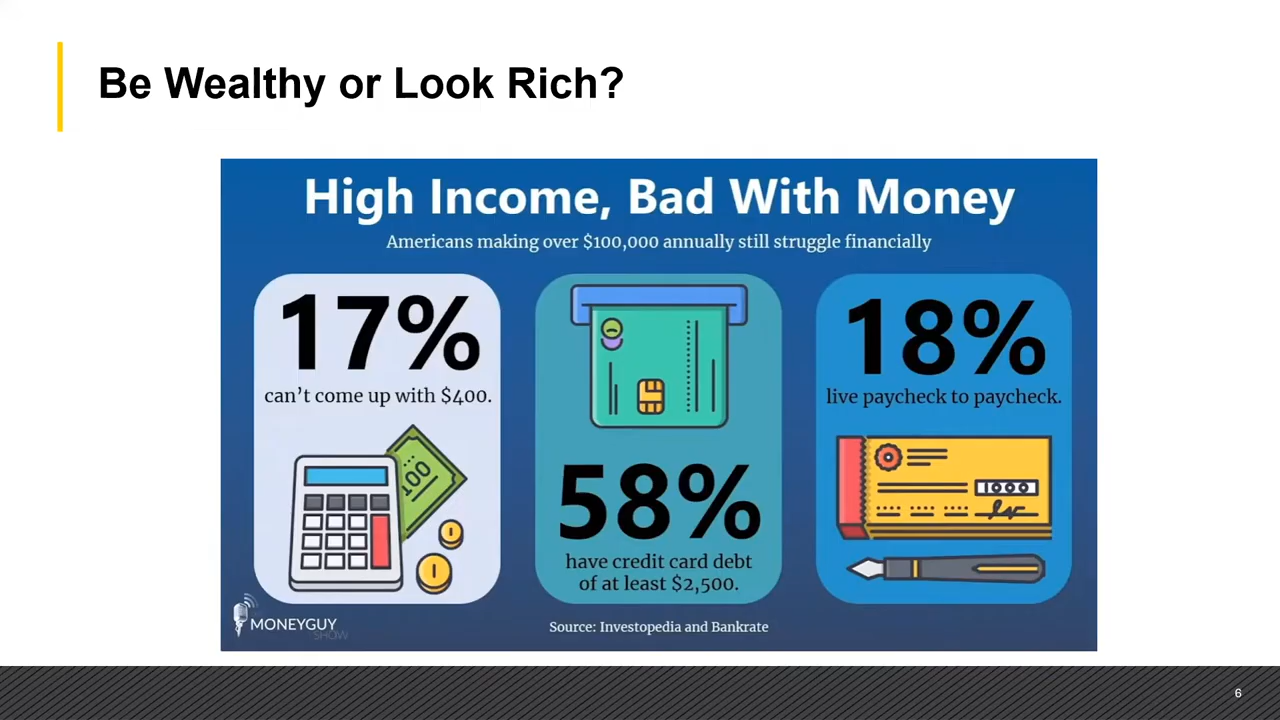 Be Wealthy or Look Rich?
High Income, Bad With Money
Americans making over $100,000 annually still struggle financially
17%
can’t come up with $400.
100
58%
have credit card debt
of at least $2,500.
18%
live paycheck to paycheck.
1000
MONEYGUY
SHOW
Source: Investopedia and Bankrate
6